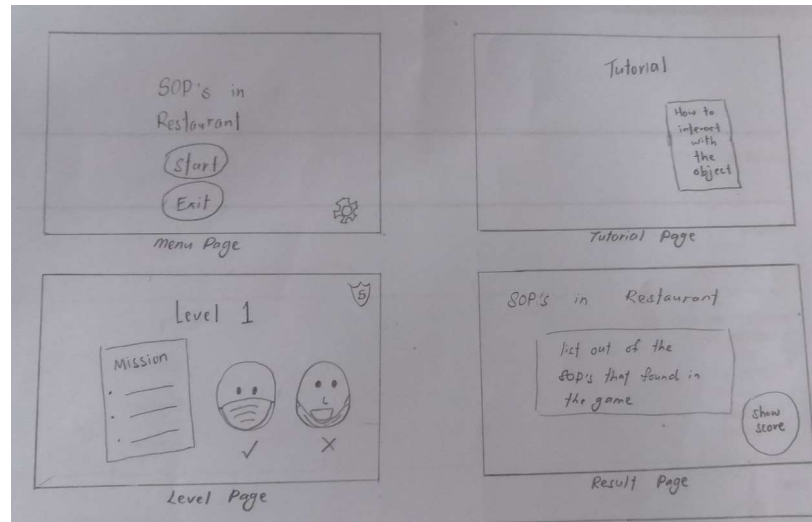 SOP's in
Restaurant
Start
Exit
Menu Page
Tutorial
How to
interact
with
the
object
Tutorial Page
Level 1
5
Mission
Level Page
SOP's in Restaurant
list out of the
SOP's that found in
the game
show
score
Result Page